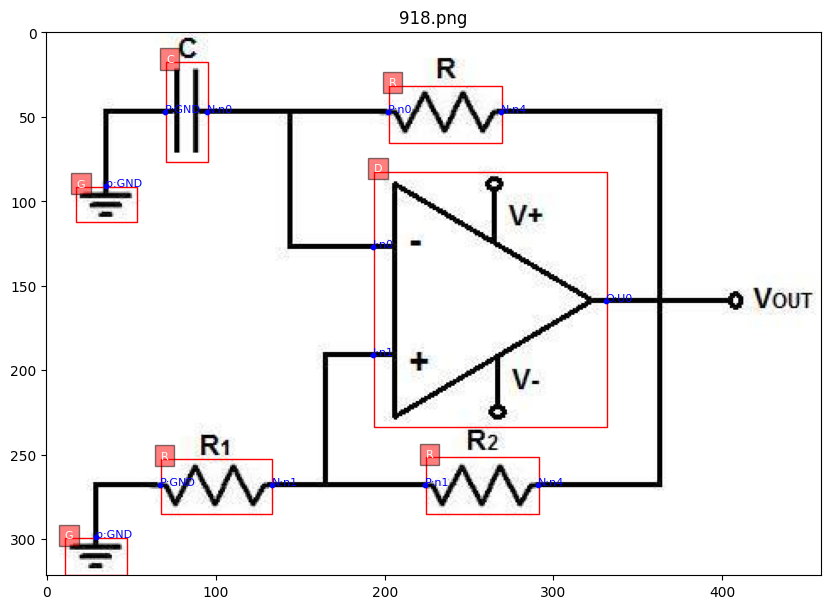 918.png
0
C
C
R
R
50
P:GND
N:n0
P:n0
N:n4
D
G
p:GND
100
V+
I:n0
-
150
O:U0
VOUT
200
I:n1
+
V-
250
R
R1
R
R2
P:GND
N:n1
P:n1
N:n4
G
p:GND
300
0
100
200
300
400